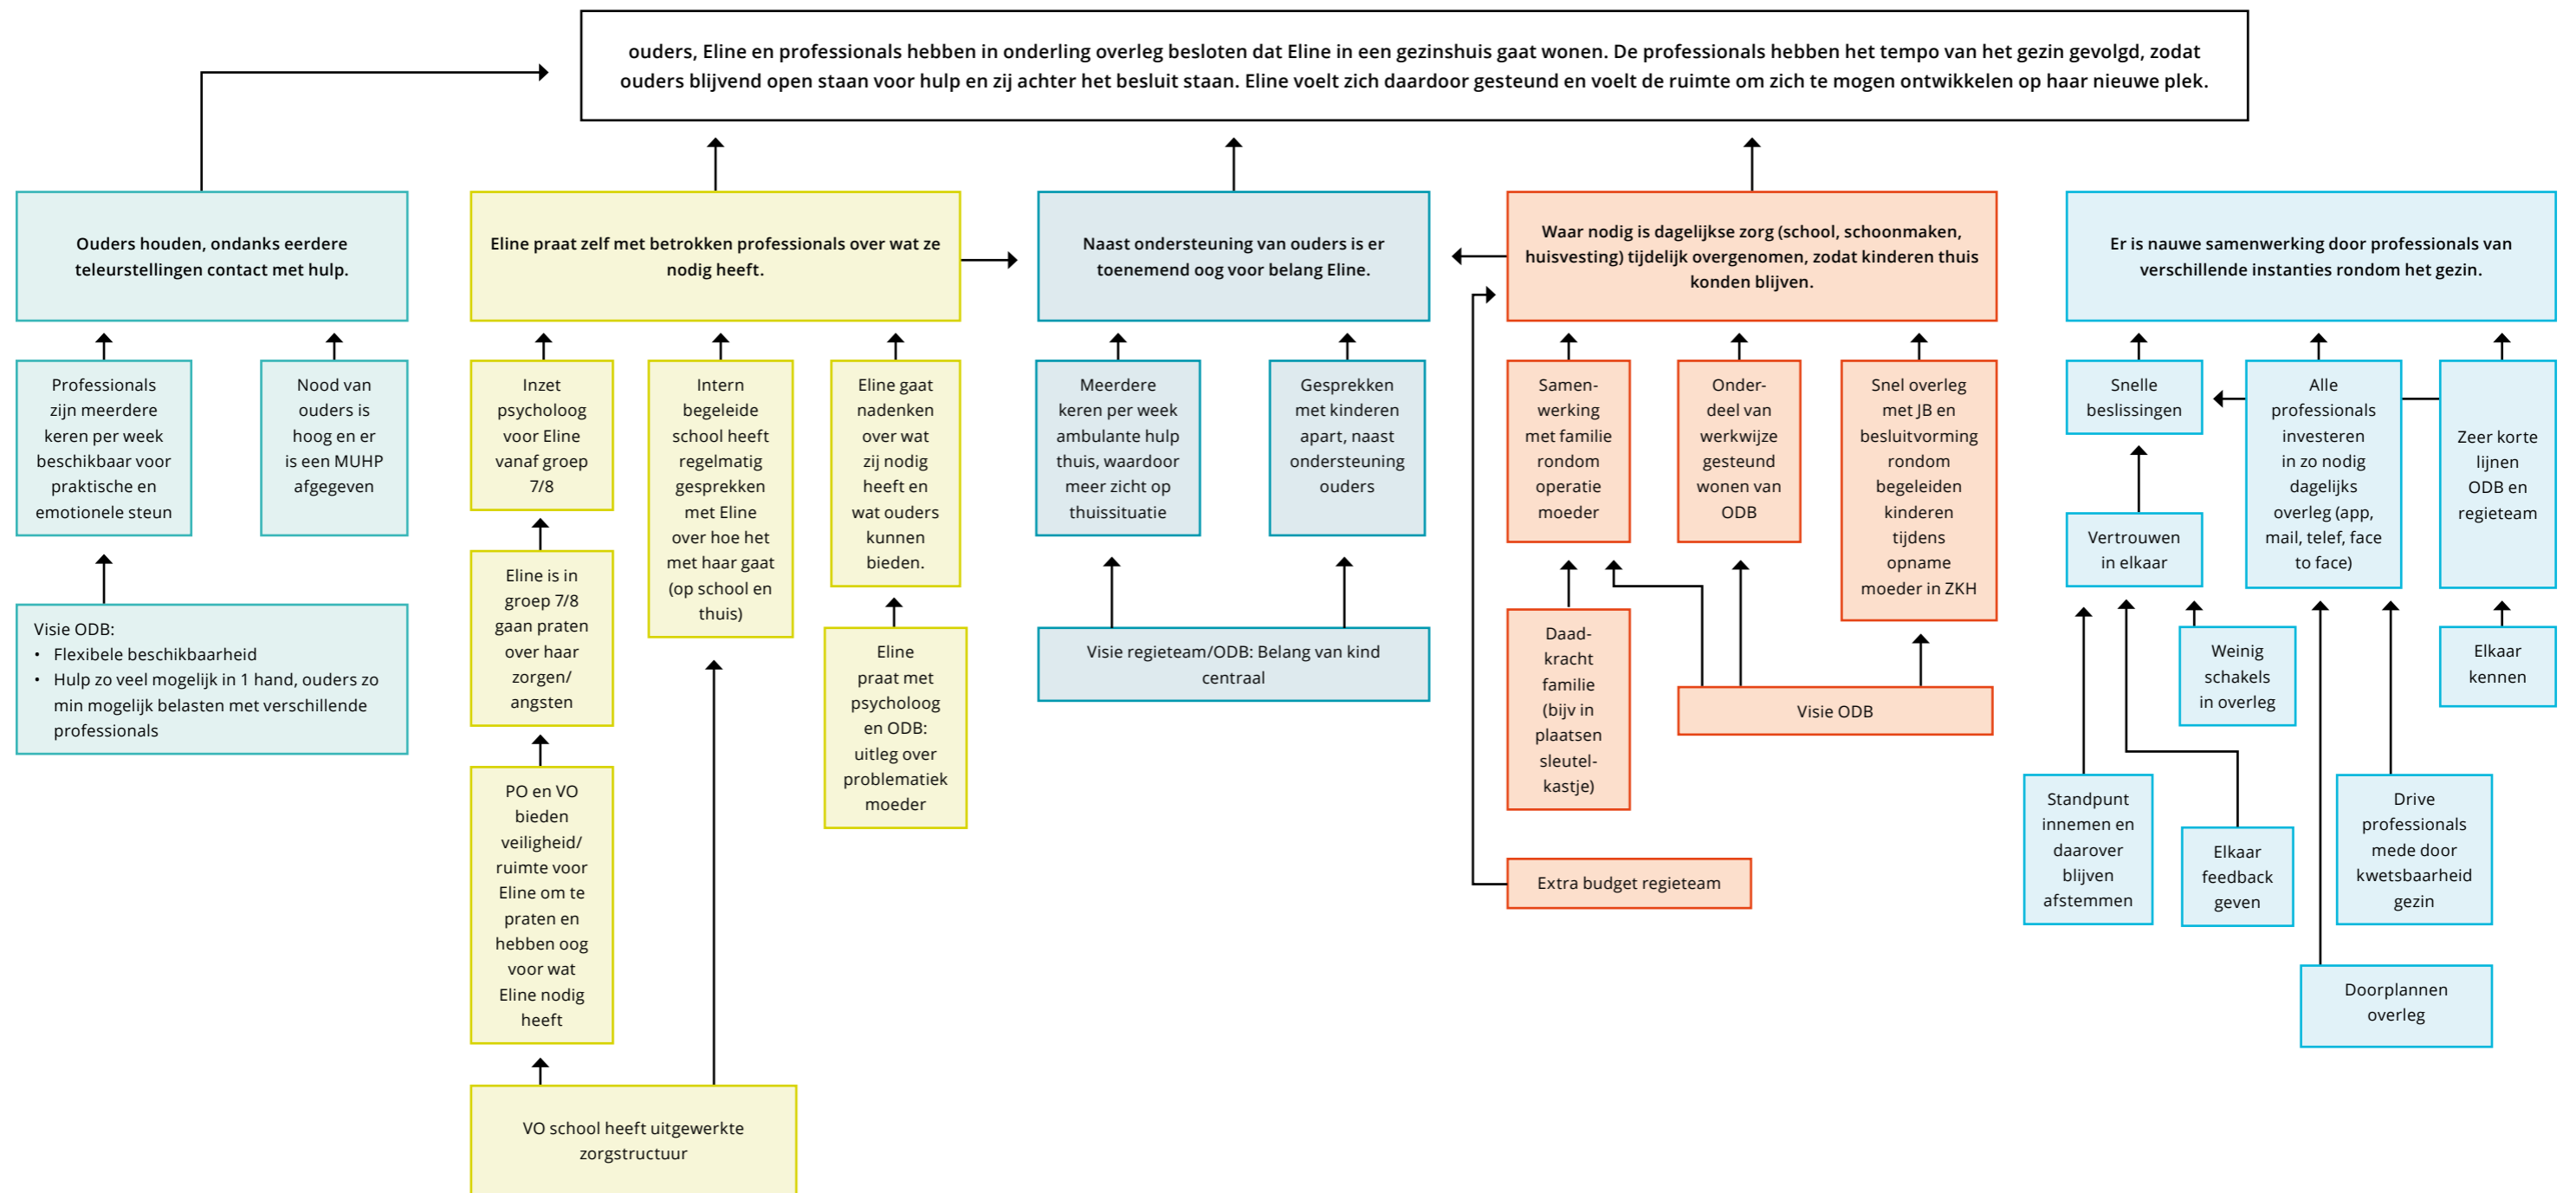 ouders, Eline en professionals hebben in onderling overleg besloten dat Eline in een gezinshuis gaat wonen. De professionals hebben het tempo van het gezin gevolgd, zodat
ouders blijvend open staan voor hulp en zij achter het besluit staan. Eline voelt zich daardoor gesteund en voelt de ruimte om zich te mogen ontwikkelen op haar nieuwe plek.
Ouders houden, ondanks eerdere
teleurstellingen contact met hulp.
Professionals
zijn meerdere
keren per week
beschikbaar voor
praktische en
emotionele steun
Nood van
ouders is
hoog en er
is een MUHP
afgegeven
Visie ODB:
• Flexibele beschikbaarheid
• Hulp zo veel mogelijk in 1 hand, ouders zo
min mogelijk belasten met verschillende
professionals
Eline praat zelf met betrokken professionals over wat ze
nodig heeft.
Inzet
psycholoog
voor Eline
vanaf groep
7/8
Eline is in
groep 7/8
gaan praten
over haar
zorgen/
angsten
PO en VO
bieden
veiligheid/
ruimte voor
Eline om te
praten en
hebben oog
voor wat
Eline nodig
heeft
Intern
begeleide
school heeft
regelmatig
gesprekken
met Eline
over hoe het
met haar gaat
(op school en
thuis)
Eline gaat
nadenken
over wat
zij nodig
heeft en
wat ouders
kunnen
bieden.
Eline
praat met
psycholoog
en ODB:
uitleg over
problematiek
moeder
VO school heeft uitgewerkte
zorgstructuur
Naast ondersteuning van ouders is er
toenemend oog voor belang Eline.
Meerdere
keren per week
ambulante hulp
thuis, waardoor
meer zicht op
thuissituatie
Gesprekken
met kinderen
apart, naast
ondersteuning
ouders
Visie regieteam/ODB: Belang van kind
centraal
Waar nodig is dagelijkse zorg (school, schoonmaken,
huisvesting) tijdelijk overgenomen, zodat kinderen thuis
konden blijven.
Samen-
werking
met familie
rondom
operatie
moeder
Onder-
deel van
werkwijze
gesteund
wonen van
ODB
Snel overleg
met JB en
besluitvorming
rondom
begeleiden
kinderen
tijdens
opname
moeder in ZKH
Daad-
kracht
familie
(bijv in
plaatsen
sleutel-
kastje)
Visie ODB
Extra budget regieteam
Er is nauwe samenwerking door professionals van
verschillende instanties rondom het gezin.
Snelle
beslissingen
Vertrouwen
in elkaar
Alle
professionals
investeren
in zo nodig
dagelijks
overleg (app,
mail, telef, face
to face)
Zeer korte
lijnen
ODB en
regieteam
Weinig
schakels
in overleg
Elkaar
kennen
Standpunt
innemen en
daarover
blijven
afstemmen
Elkaar
feedback
geven
Drive
professionals
mede door
kwetsbaarheid
gezin
Doorplannen
overleg